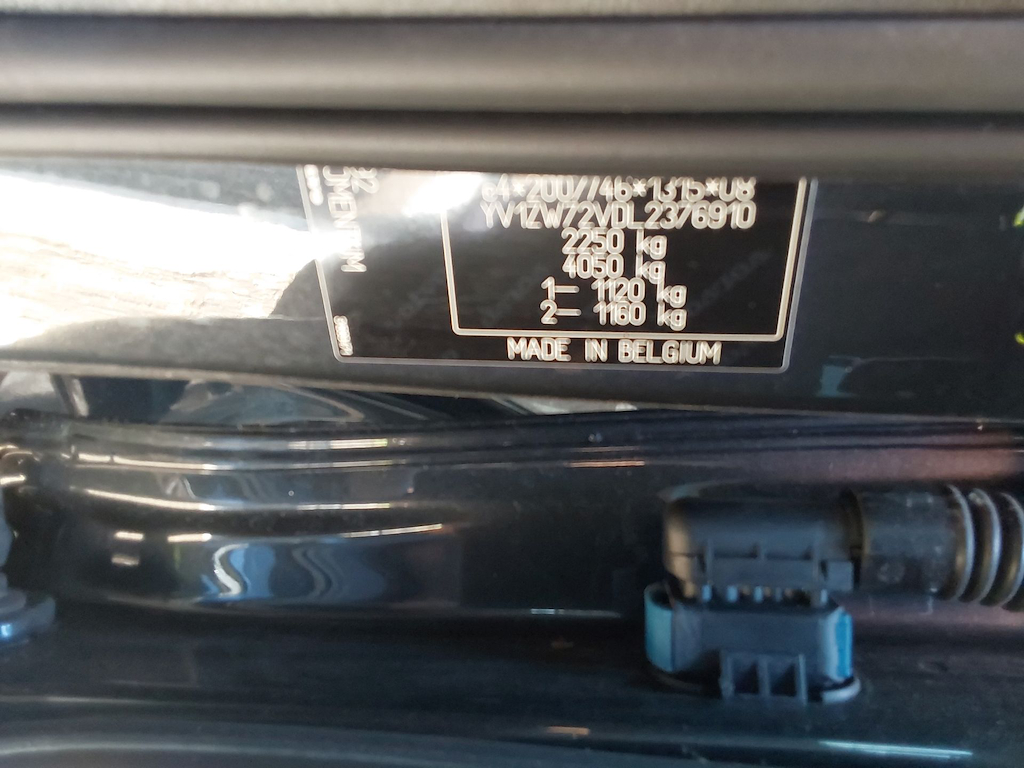 e4*2007/46*1315*08
YV1ZW72VDL2376910
2250 kg
4050 kg
1– 1120 kg
2– 1160 kg
MADE IN BELGIUM